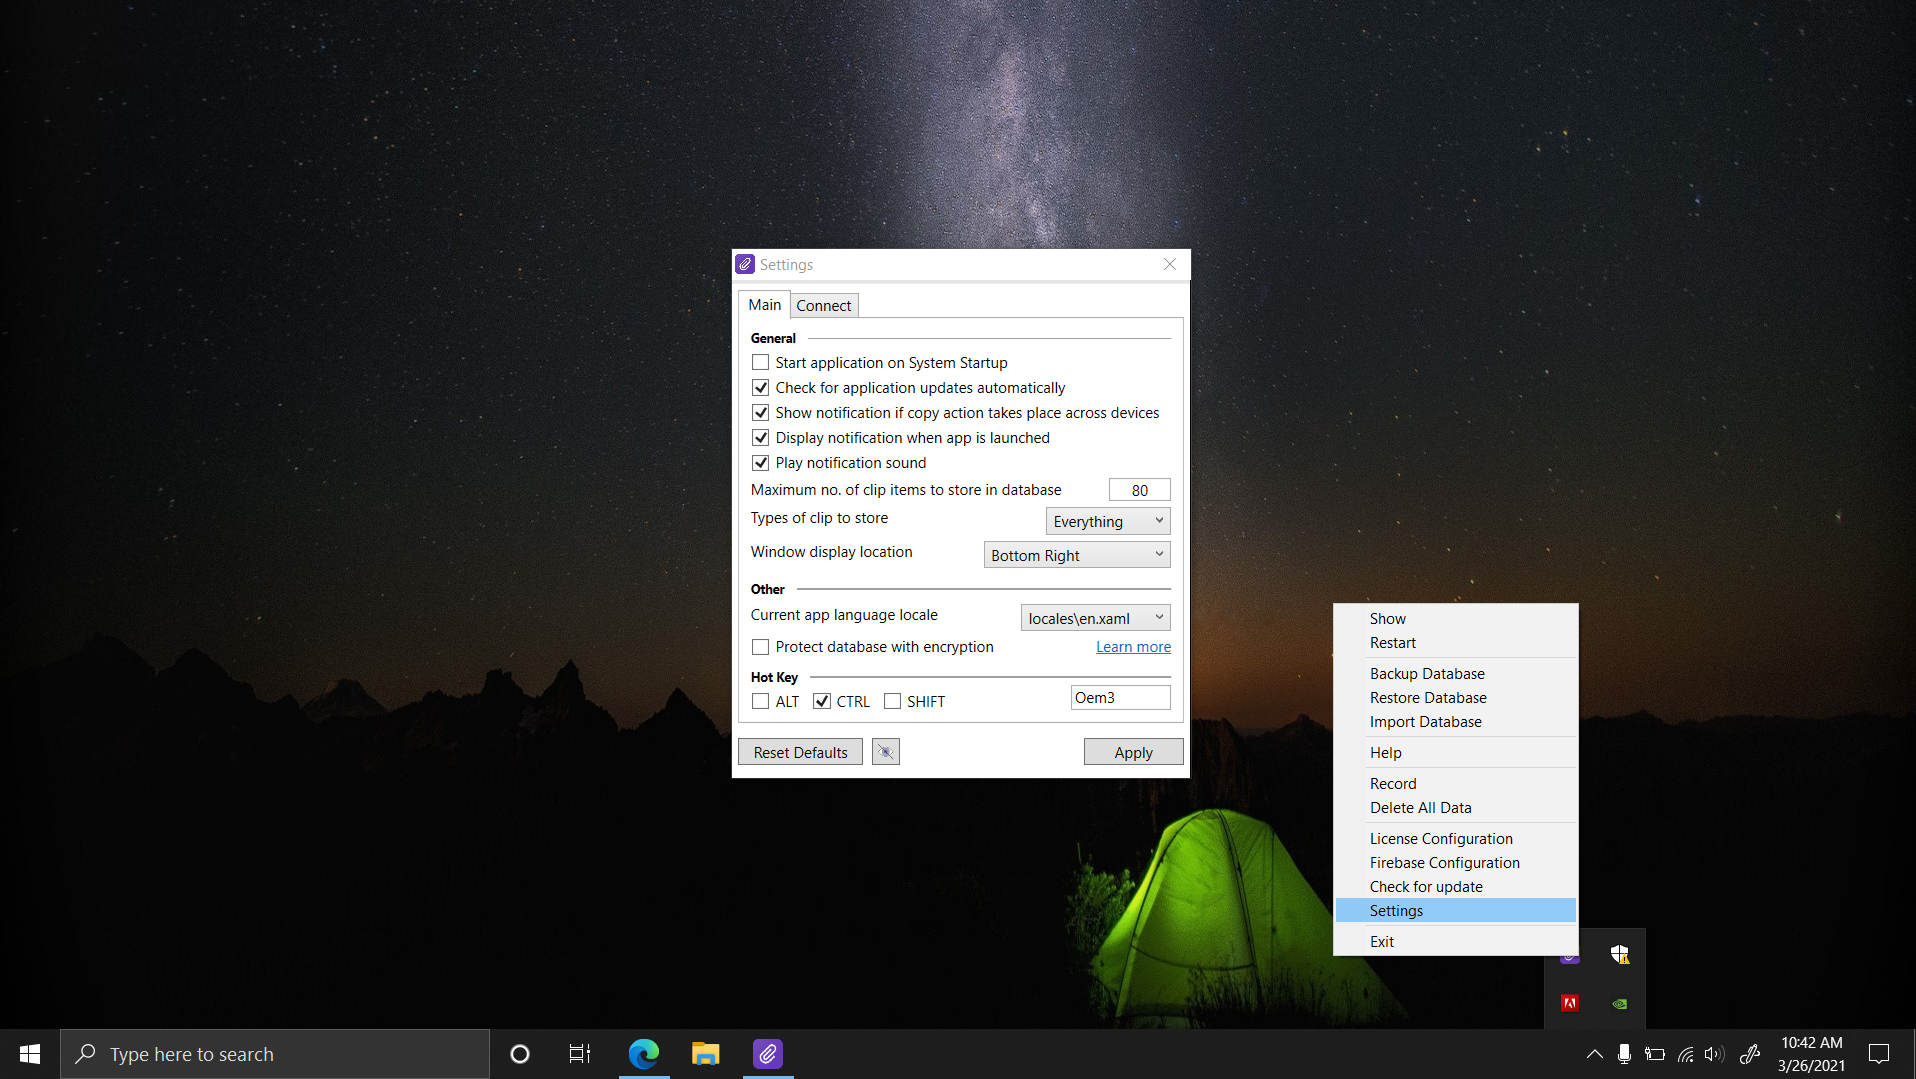 Settings
Main
Connect
General
Start application on System Startup
Check for application updates automatically
Show notification if copy action takes place across devices
Display notification when app is launched
Play notification sound
Maximum no. of clip items to store in database 80
Types of clip to store Everything
Window display location Bottom Right
Other
Current app language locale locales\en.xaml
Protect database with encryption Learn more
Hot Key
ALT CTRL SHIFT Oem3
Reset Defaults
Apply
Show
Restart
Backup Database
Restore Database
Import Database
Help
Record
Delete All Data
License Configuration
Firebase Configuration
Check for update
Settings
Exit
Type here to search
10:42 AM
3/26/2021